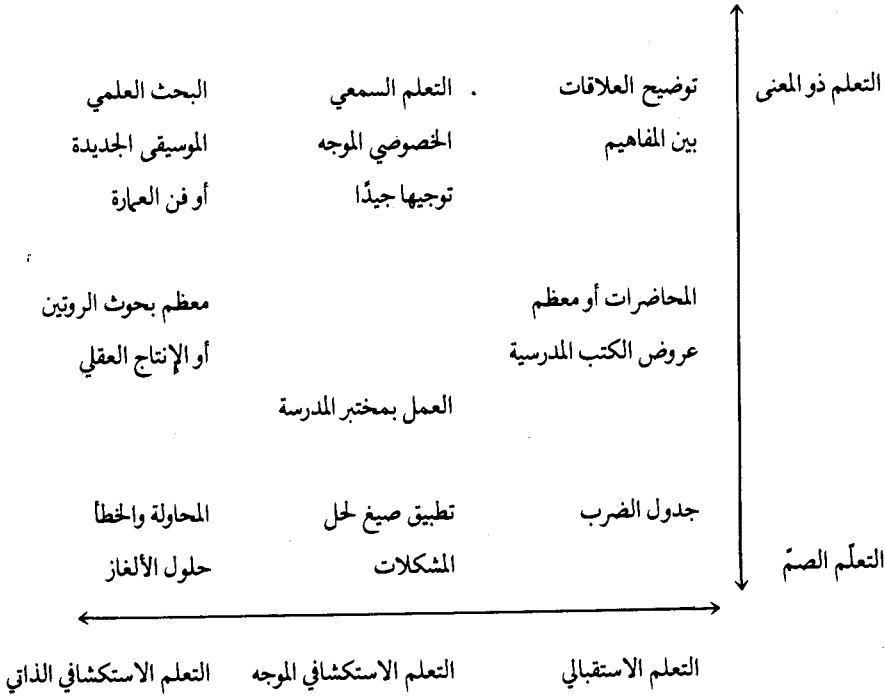 التعلم ذو المعنى
توضيح العلاقات
بين المفاهيم
التعلم السمعي
الخصوصي الموجه
توجيها جيدًا
البحث العلمي
الموسيقى الجديدة
أو فن العمارة
المحاضرات أو معظم
عروض الكتب المدرسية
العمل بمختبر المدرسة
معظم بحوث الروتين
أو الإنتاج العقلي
التعلّم الصمّ
جدول الضرب
تطبيق صيغ لحل
المشكلات
المحاولة والخطأ
حلول الألغاز
التعلم الاستقبالي
التعلم الاستكشافي الموجه
التعلم الاستكشافي الذاتي